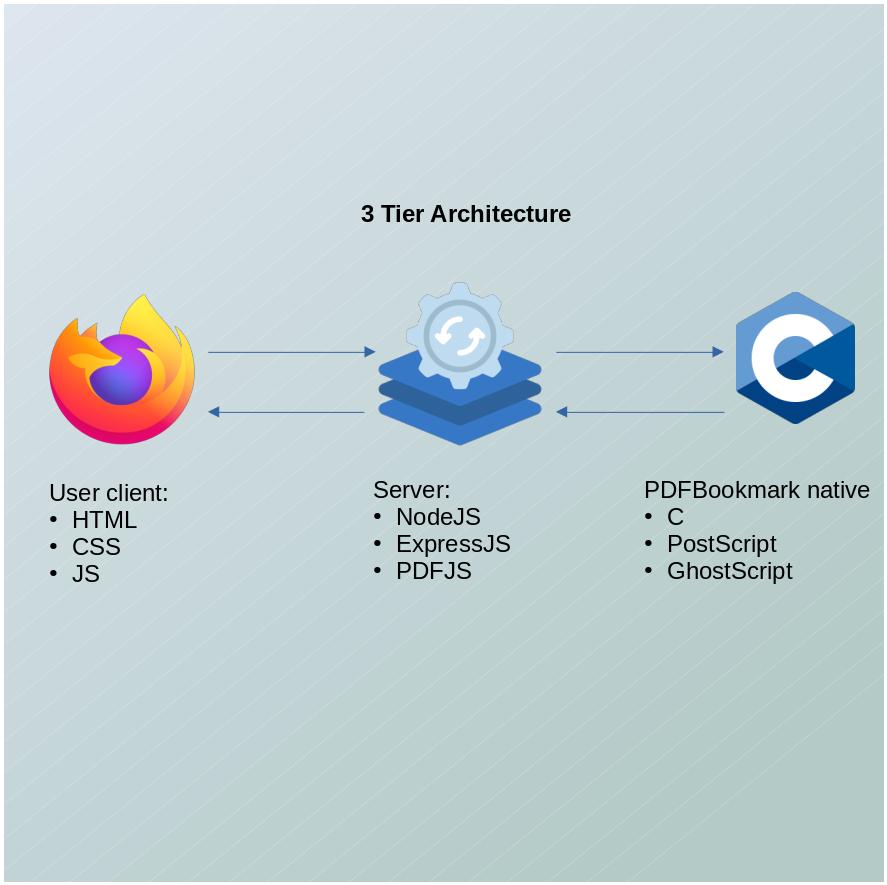 3 Tier Architecture
User client:
• HTML
• CSS
• JS
Server:
• NodeJS
• ExpressJS
• PDFJS
PDFBookmark native
• C
• PostScript
• GhostScript